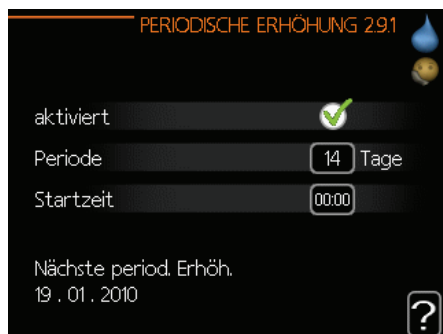 PERIODISCHE ERHÖHUNG 2.9.1
aktiviert
Periode 14 Tage
Startzeit 00:00
Nächste period. Erhöh.
19 . 01 . 2010
?